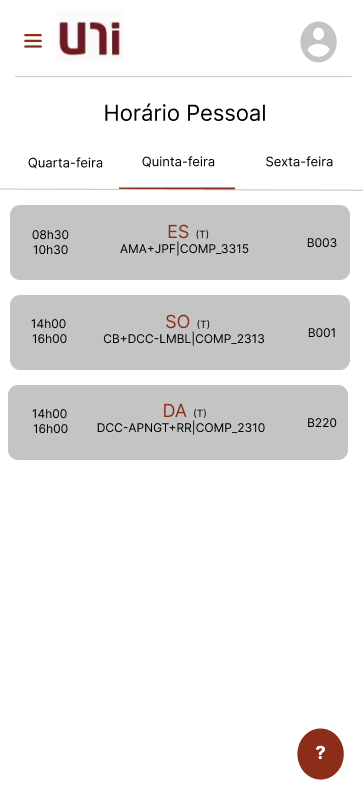 uni
Horário Pessoal
Quarta-feira Quinta-feira Sexta-feira
08h30
10h30
ES (T)
AMA+JPF|COMP_3315
B003
14h00
16h00
SO (T)
CB+DCC-LMBL|COMP_2313
B001
14h00
16h00
DA (T)
DCC-APNGT+RR|COMP_2310
B220
?